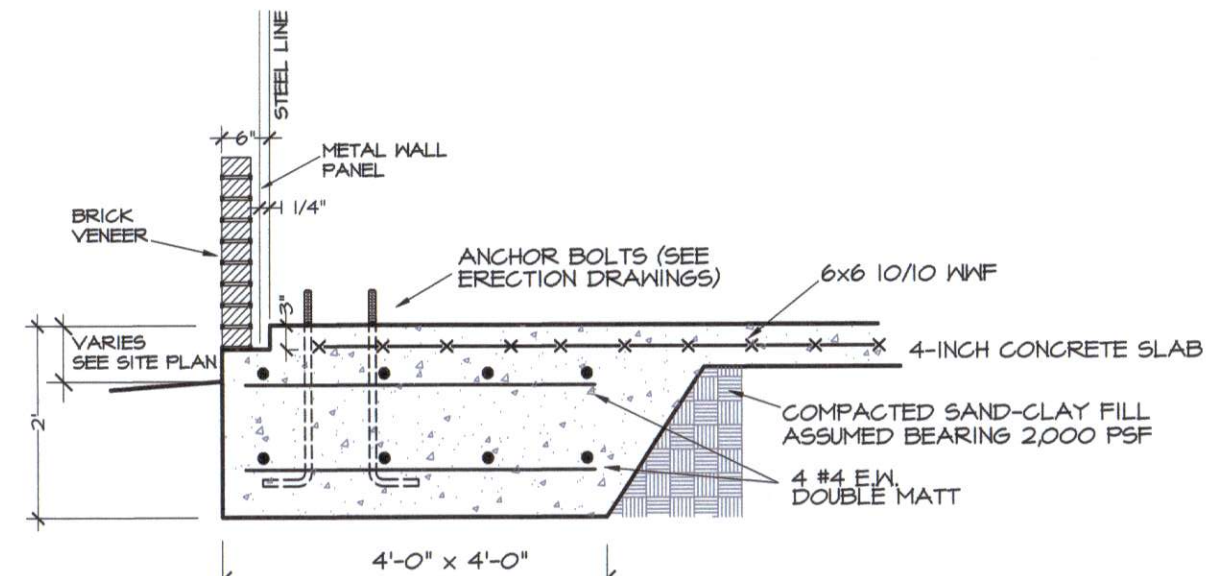 STEEL LINE
6"
METAL WALL
PANEL
1 1/4"
BRICK
VENEER
ANCHOR BOLTS (SEE
ERECTION DRAWINGS)
6x6 10/10 WWF
3"
VARIES
SEE SITE PLAN
4-INCH CONCRETE SLAB
2'
COMPACTED SAND-CLAY FILL
ASSUMED BEARING 2,000 PSF
4 #4 E.W.
DOUBLE MATT
4'-0" x 4'-0"